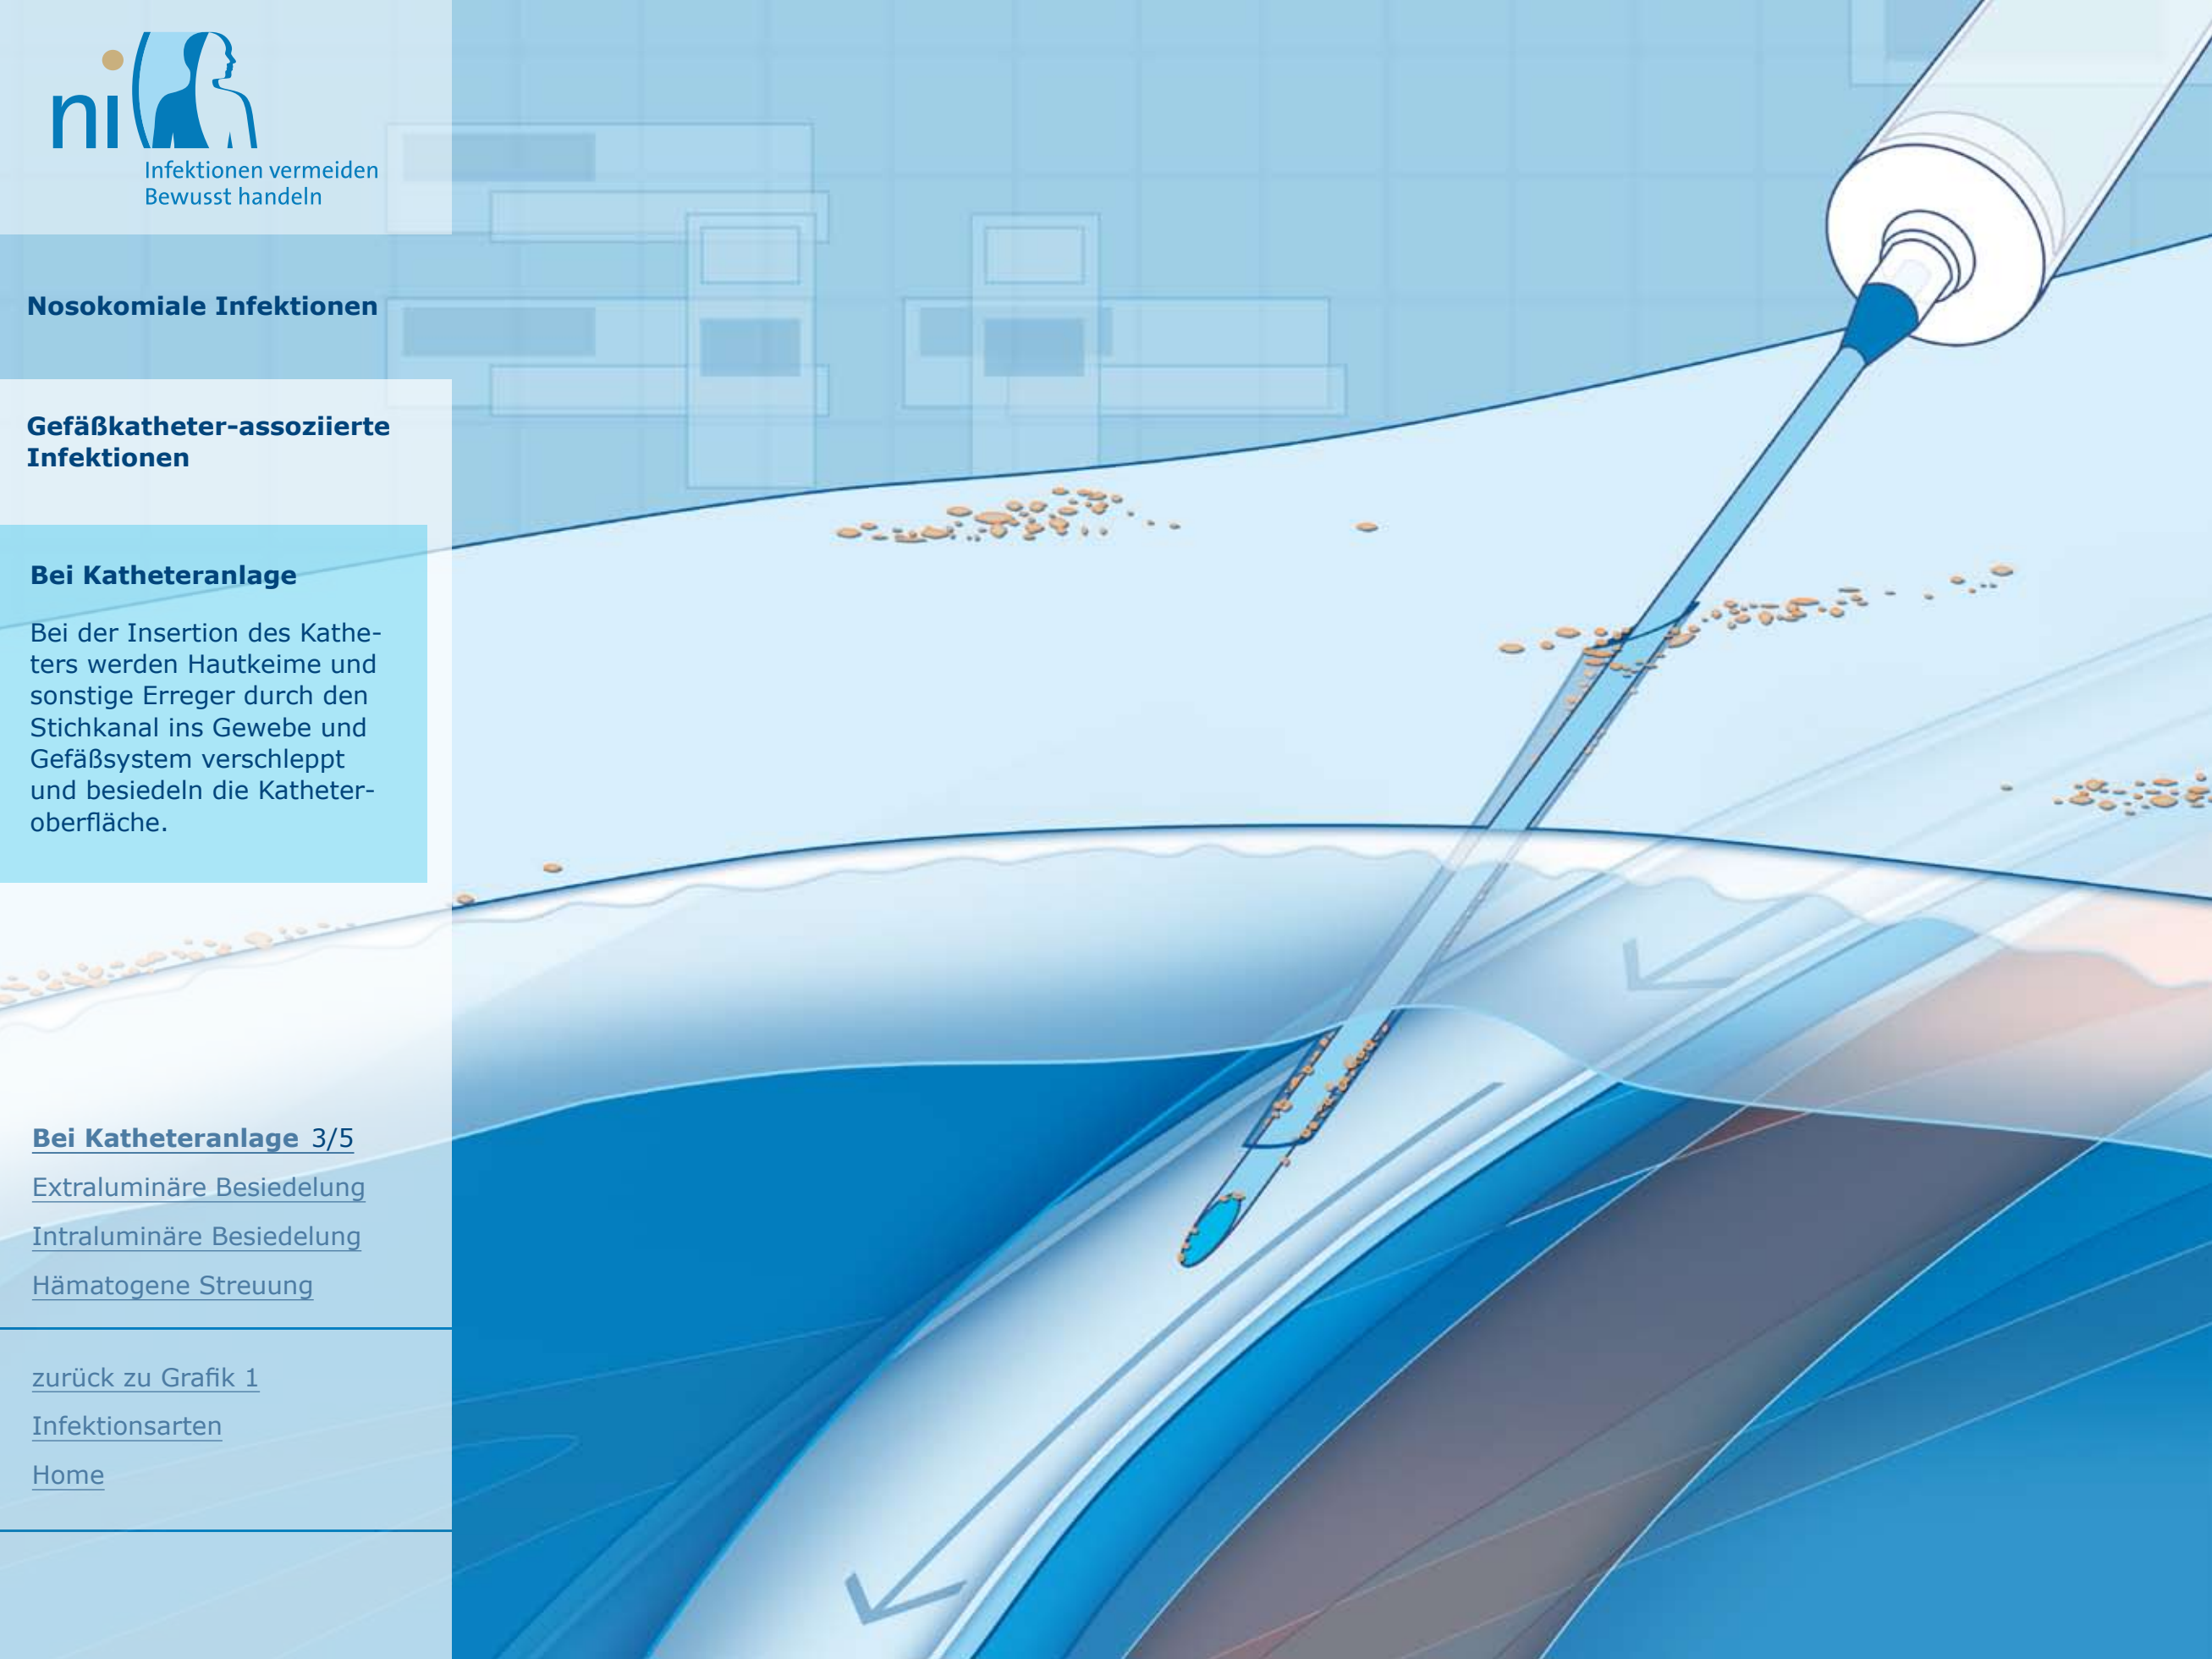 ni
Infektionen vermeiden
Bewusst handeln
Nosokomiale Infektionen
Gefäßkatheter-assoziierte
Infektionen
Bei Katheteranlage
Bei der Insertion des Kathe-
ters werden Hautkeime und
sonstige Erreger durch den
Stichkanal ins Gewebe und
Gefäßsystem verschleppt
und besiedeln die Katheter-
oberfläche.
Bei Katheteranlage 3/5
Extraluminäre Besiedelung
Intraluminäre Besiedelung
Hämatogene Streuung
zurück zu Grafik 1
Infektionsarten
Home